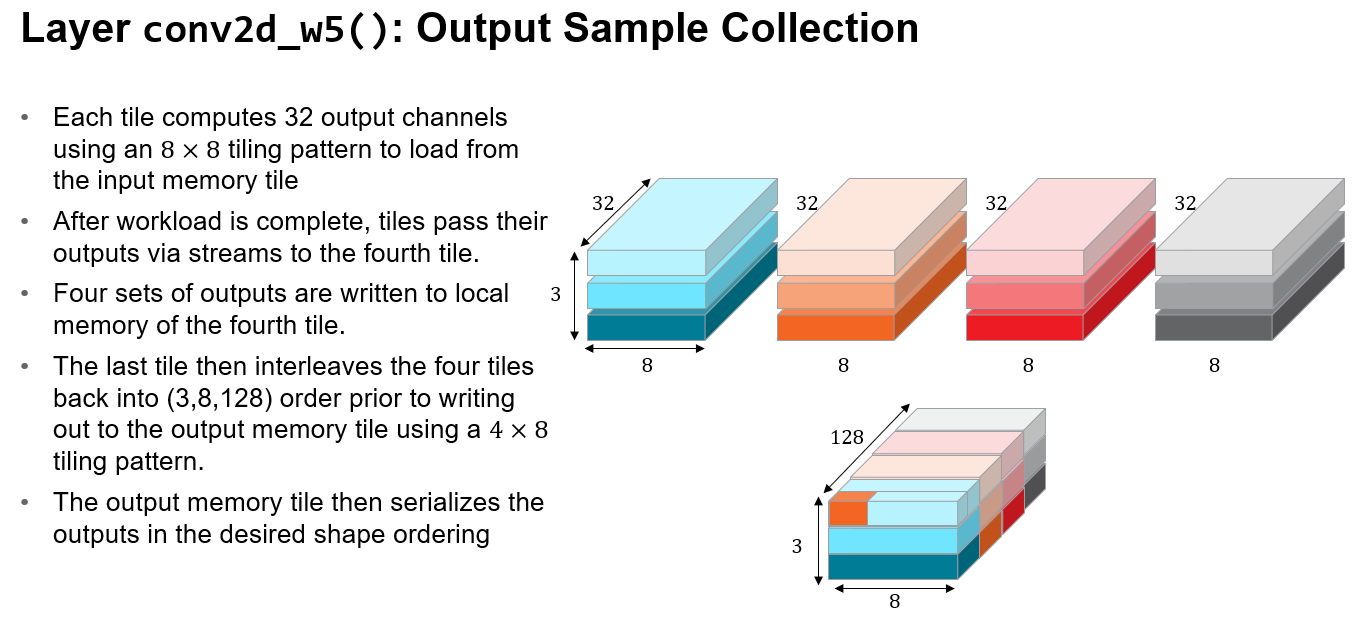 Layer conv2d_w5(): Output Sample Collection
• Each tile computes 32 output channels
using an 8 × 8 tiling pattern to load from
the input memory tile
• After workload is complete, tiles pass their
outputs via streams to the fourth tile.
• Four sets of outputs are written to local
memory of the fourth tile.
• The last tile then interleaves the four tiles
back into (3,8,128) order prior to writing
out to the output memory tile using a 4 × 8
tiling pattern.
• The output memory tile then serializes the
outputs in the desired shape ordering
32 32 32 32
3
8 8 8 8
128
3
8